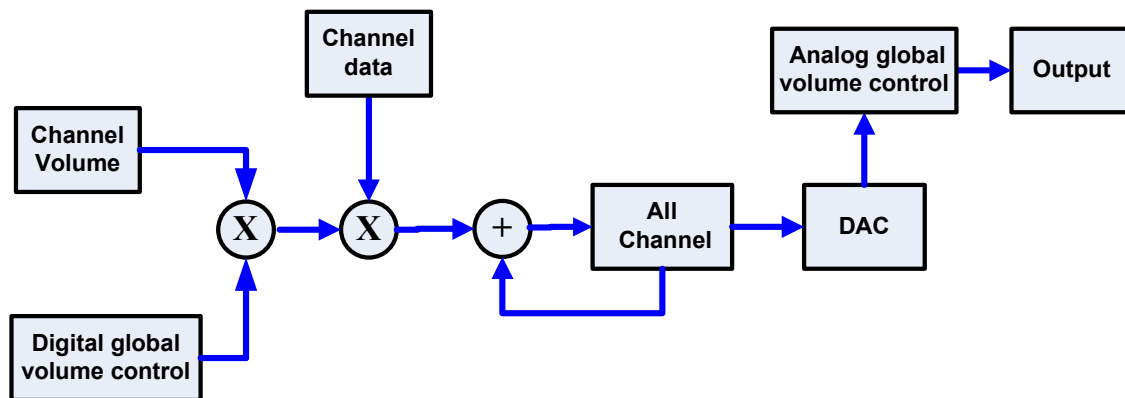 Channel
data
Analog global
volume control
Output
Channel
Volume
X
X
+
All
Channel
DAC
Digital global
volume control